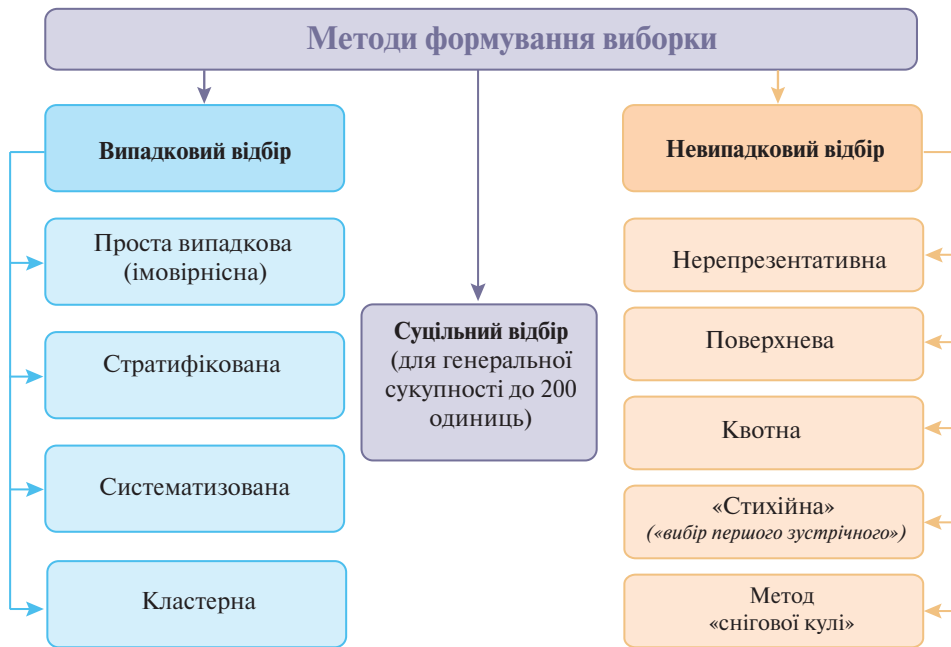 Методи формування виборки
Випадковий відбір
Проста випадкова
(імовірнісна)
Стратифікована
Систематизована
Кластерна
Суцільний відбір
(для генеральної
сукупності до 200
одиниць)
Невипадковий відбір
Нерепрезентативна
Поверхнева
Квотна
«Стихійна»
(«вибір першого зустрічного»)
Метод
«снігової кулі»